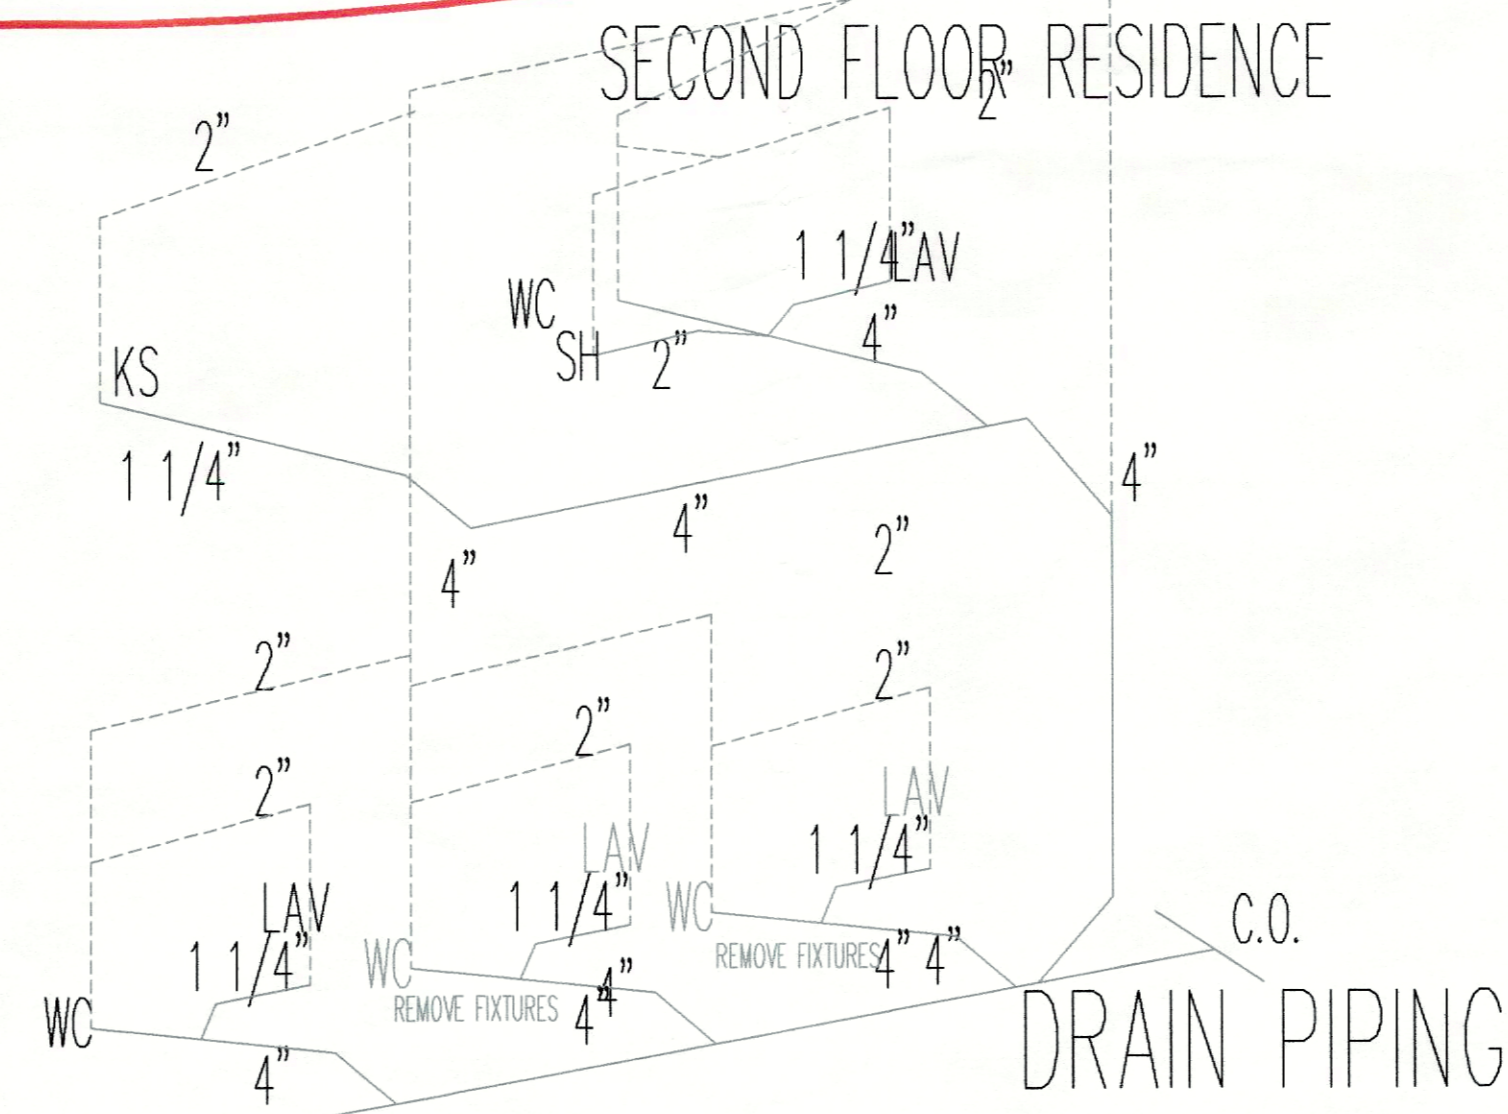 SECOND FLOOR RESIDENCE
2"
2"
1 1/4"
LAV
WC
4"
SH
2"
KS
1 1/4"
4"
4"
2"
4"
2"
2"
2"
2"
LAV
LAV
1 1/4"
LAV
1 1/4"
WC
C.O.
1 1/4"
WC
REMOVE FIXTURES
4"
4"
WC
REMOVE FIXTURES
4"
4"
DRAIN PIPING
4"